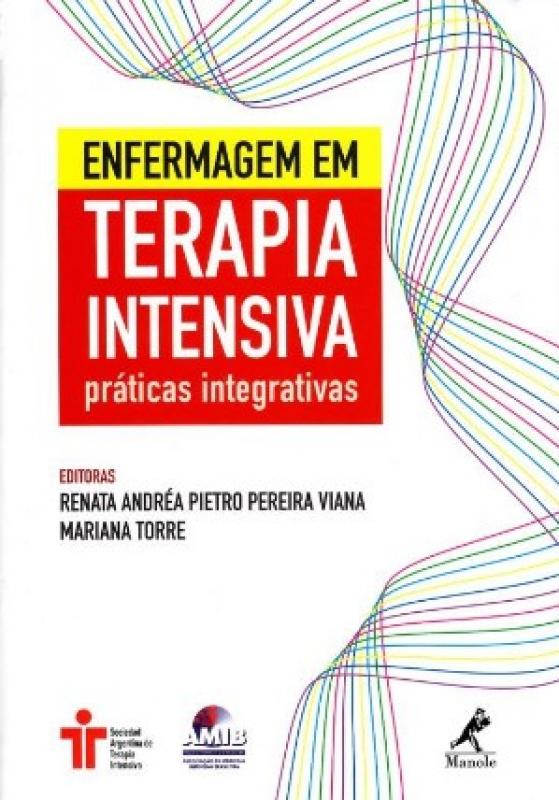 ENFERMAGEM EM
TERAPIA
INTENSIVA
práticas integrativas
EDITORAS
RENATA ANDRÉA PIETRO PEREIRA VIANA
MARIANA TORRE
Sociedad
Argentina de
Terapia
Intensiva
AMIB
Manole